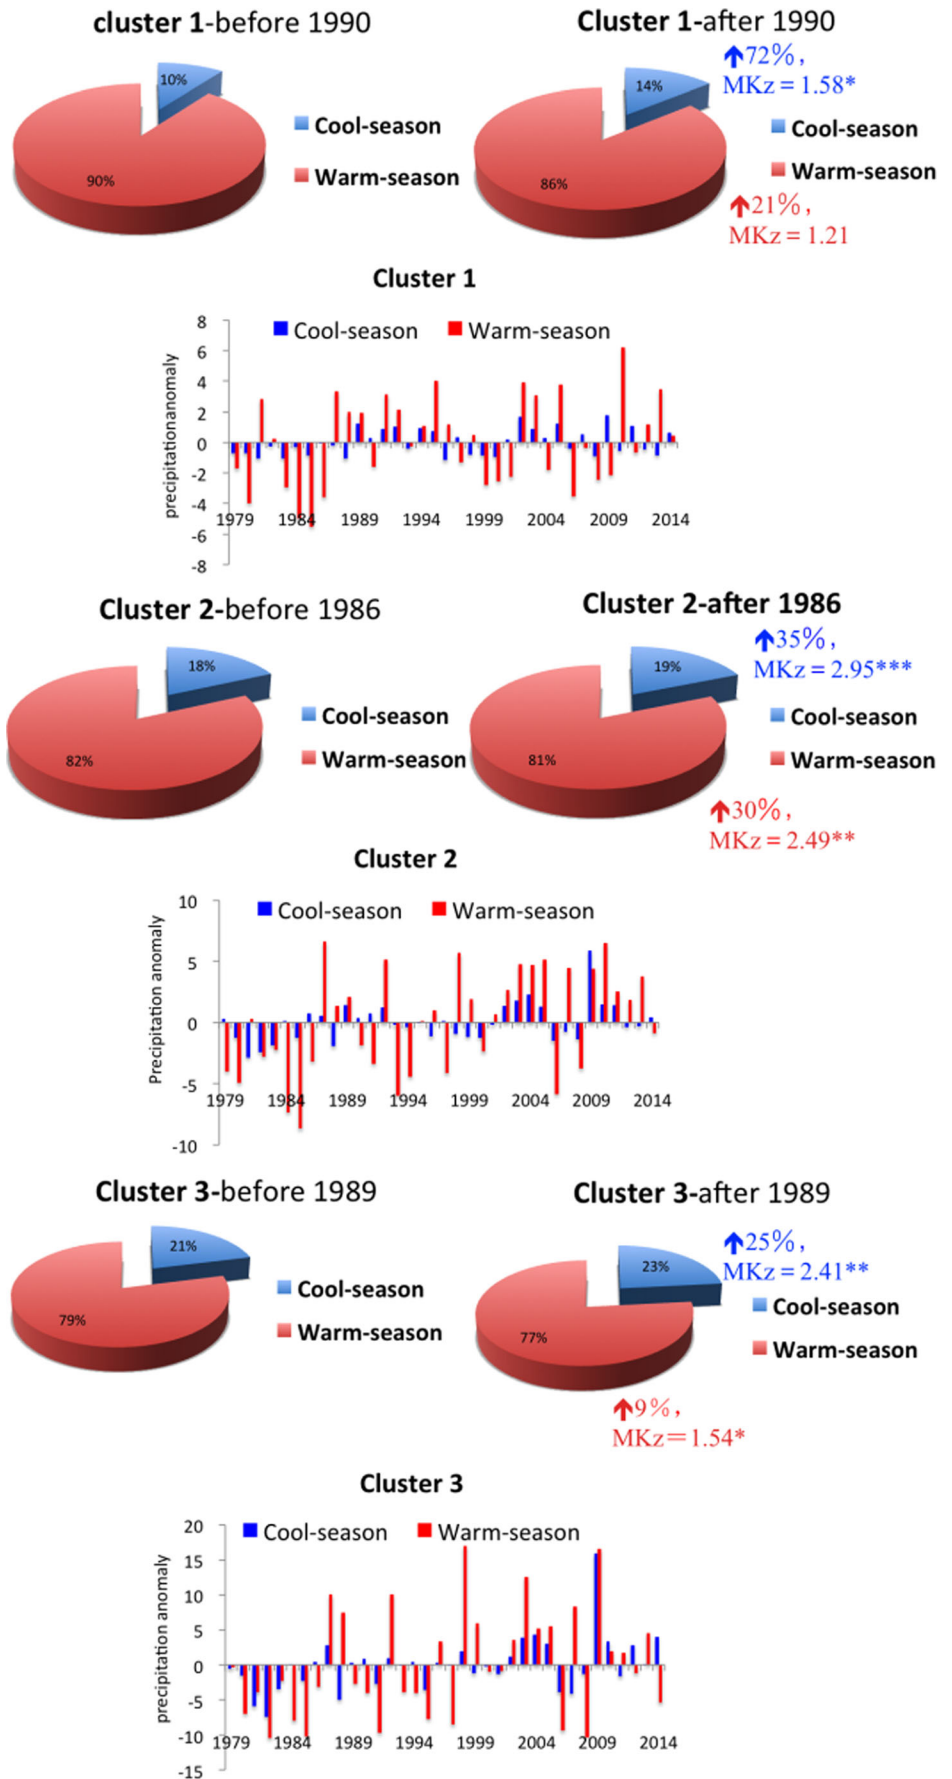 cluster 1-before 1990
Cluster 1-after 1990
10%
90%
Cool-season
Warm-season
14%
86%
↑72%,
MKz = 1.58*
Cool-season
Warm-season
↑21%,
MKz = 1.21
Cluster 1
Cool-season
Warm-season
precipitationanomaly
8
6
4
2
0
-2
-4
-6
-8
1979 1984 1989 1994 1999 2004 2009 2014
Cluster 2-before 1986
Cluster 2-after 1986
18%
82%
Cool-season
Warm-season
19%
81%
↑35%,
MKz = 2.95***
Cool-season
Warm-season
↑30%,
MKz = 2.49**
Cluster 2
Cool-season
Warm-season
Precipitation anomaly
10
5
0
-5
-10
1979 1984 1989 1994 1999 2004 2009 2014
Cluster 3-before 1989
Cluster 3-after 1989
21%
79%
Cool-season
Warm-season
23%
77%
↑25%,
MKz = 2.41**
Cool-season
Warm-season
↑9%,
MKz=1.54*
Cluster 3
Cool-season
Warm-season
precipitation anomaly
20
15
10
5
0
-5
-10
-15
1979 1984 1989 1994 1999 2004 2009 2014